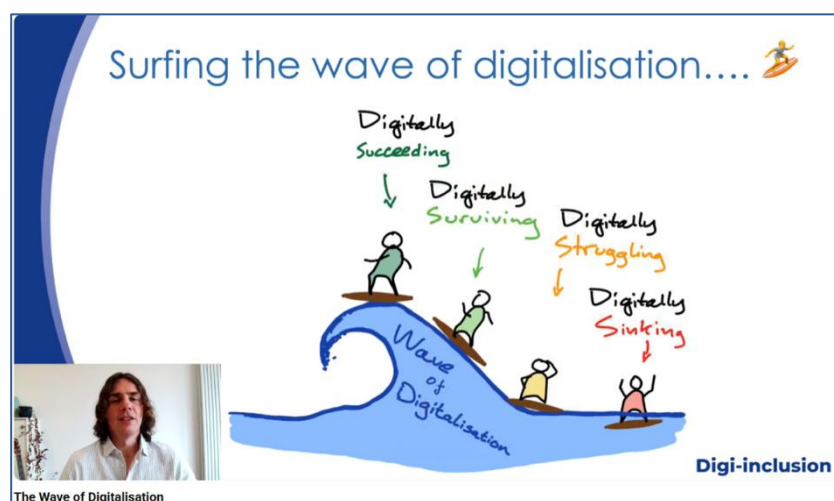 Surfing the wave of digitalisation....
Digitally
Succeeding
Digitally
Surviving
Digitally
Struggling
Digitally
Sinking
Wave
of
Digitalisation
Digi-inclusion
The Wave of Digitalisation